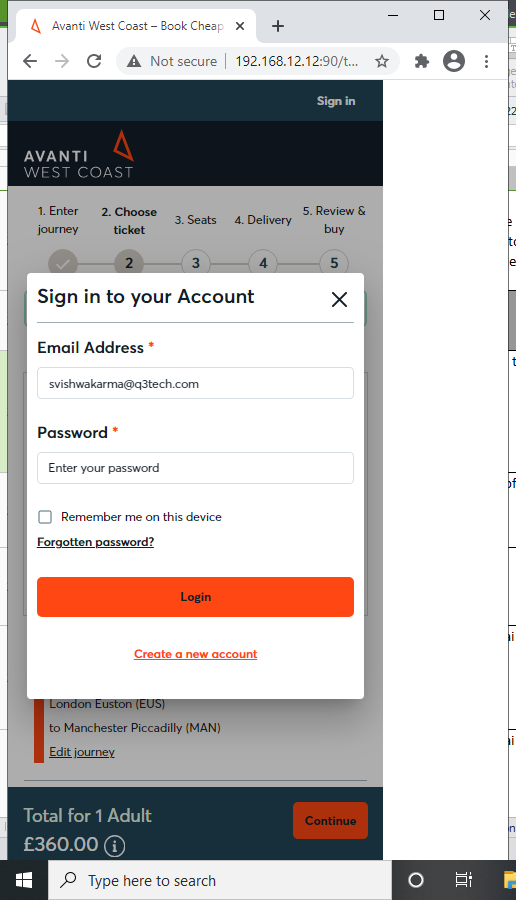 Avanti West Coast – Book Cheap
Not secure 192.168.12.12:90/t...
Sign in
AVANTI
WEST COAST
1. Enter journey
2. Choose ticket
3. Seats
4. Delivery
5. Review & buy
2
3
4
5
Sign in to your Account
Email Address *
svishwakarma@q3tech.com
Password *
Enter your password
Remember me on this device
Forgotten password?
Login
Create a new account
London Euston (EUS)
to Manchester Piccadilly (MAN)
Edit journey
Total for 1 Adult
£360.00
Continue
Type here to search